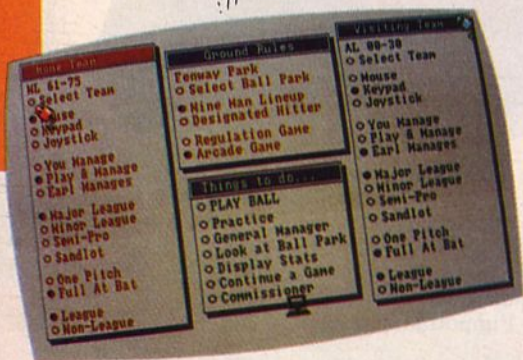 Home Team
NL 61-75
Select Team
Mouse
Keypad
Joystick
You Manage
Play & Manage
Earl Manages
Major League
Minor League
Semi-Pro
Sandlot
One Pitch
Full At Bat
League
Non-League
Ground Rules
Fenway Park
Select Ball Park
Nine Man Lineup
Designated Hitter
Regulation Game
Arcade Game
Things to do...
PLAY BALL
Practice
General Manager
Look at Ball Park
Display Stats
Continue a Game
Commissioner
Visiting Team
AL 00-30
Select Team
Mouse
Keypad
Joystick
You Manage
Play & Manage
Earl Manages
Major League
Minor League
Semi-Pro
Sandlot
One Pitch
Full At Bat
League
Non-League